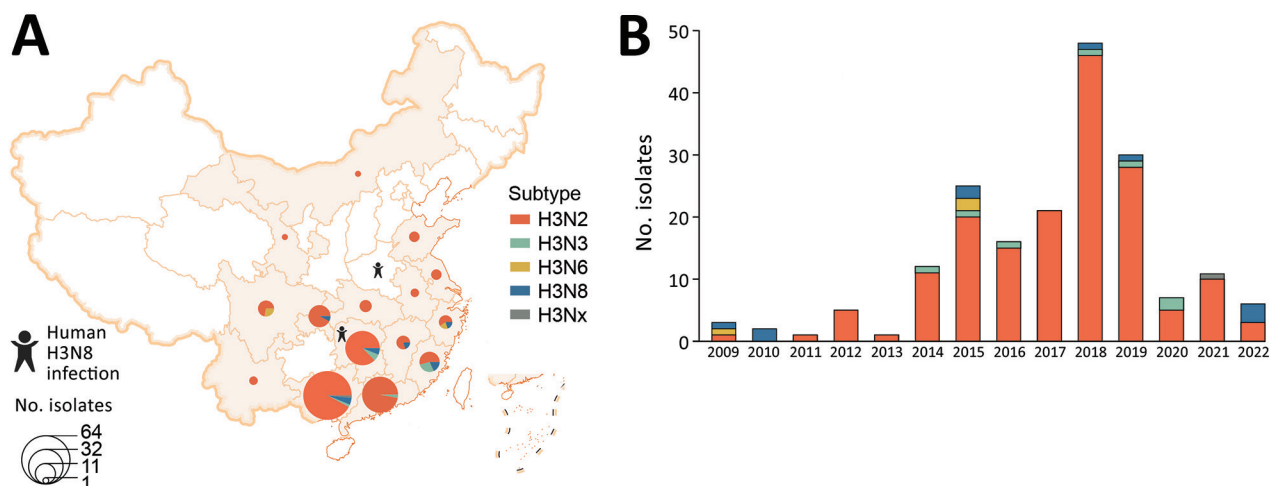 A
Subtype
H3N2
H3N3
H3N6
H3N8
H3Nx
Human
H3N8
infection
No. isolates
64
32
11
1
B
No. isolates
50
40
30
20
10
0
2009 2010 2011 2012 2013 2014 2015 2016 2017 2018 2019 2020 2021 2022